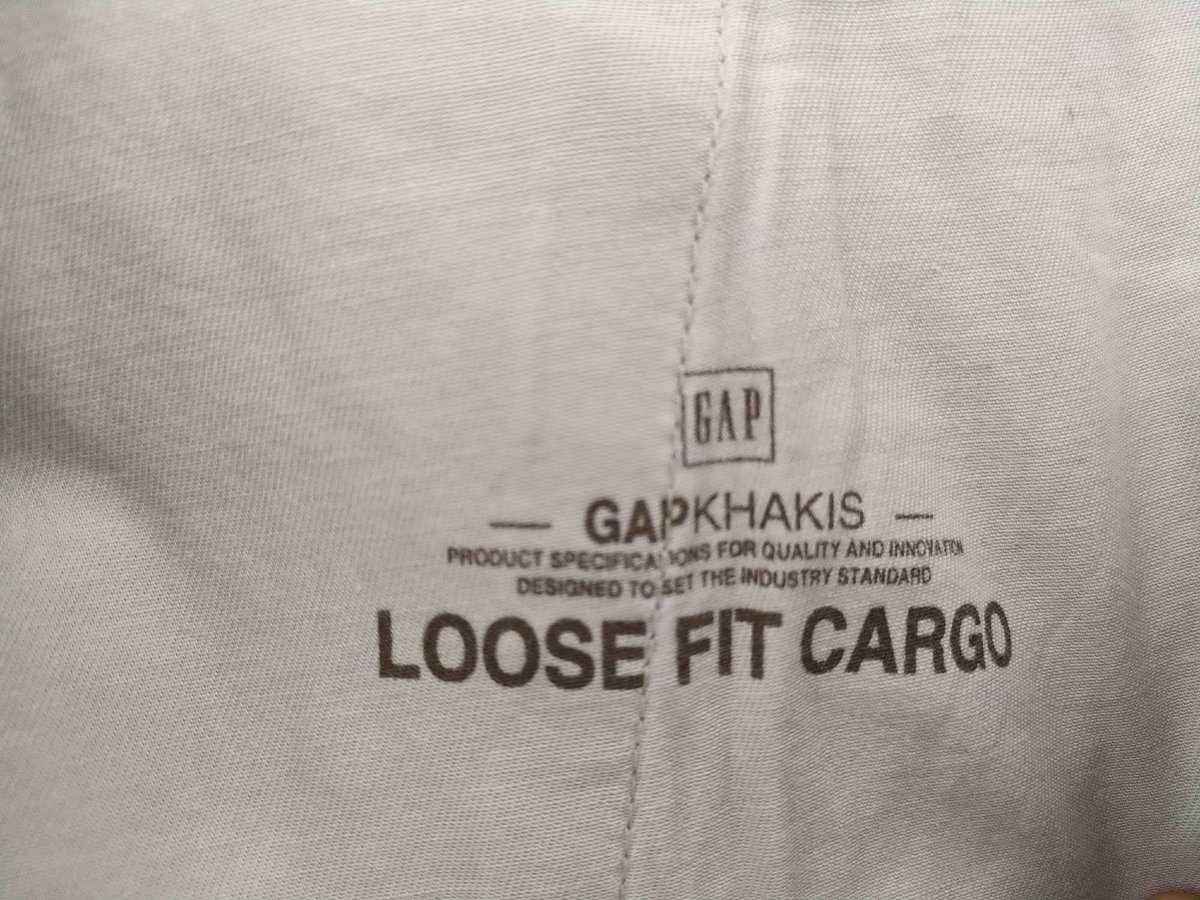 GAP
— GAPKHAKIS —
PRODUCT SPECIFICATIONS FOR QUALITY AND INNOVATION
DESIGNED TO SET THE INDUSTRY STANDARD
LOOSE FIT CARGO